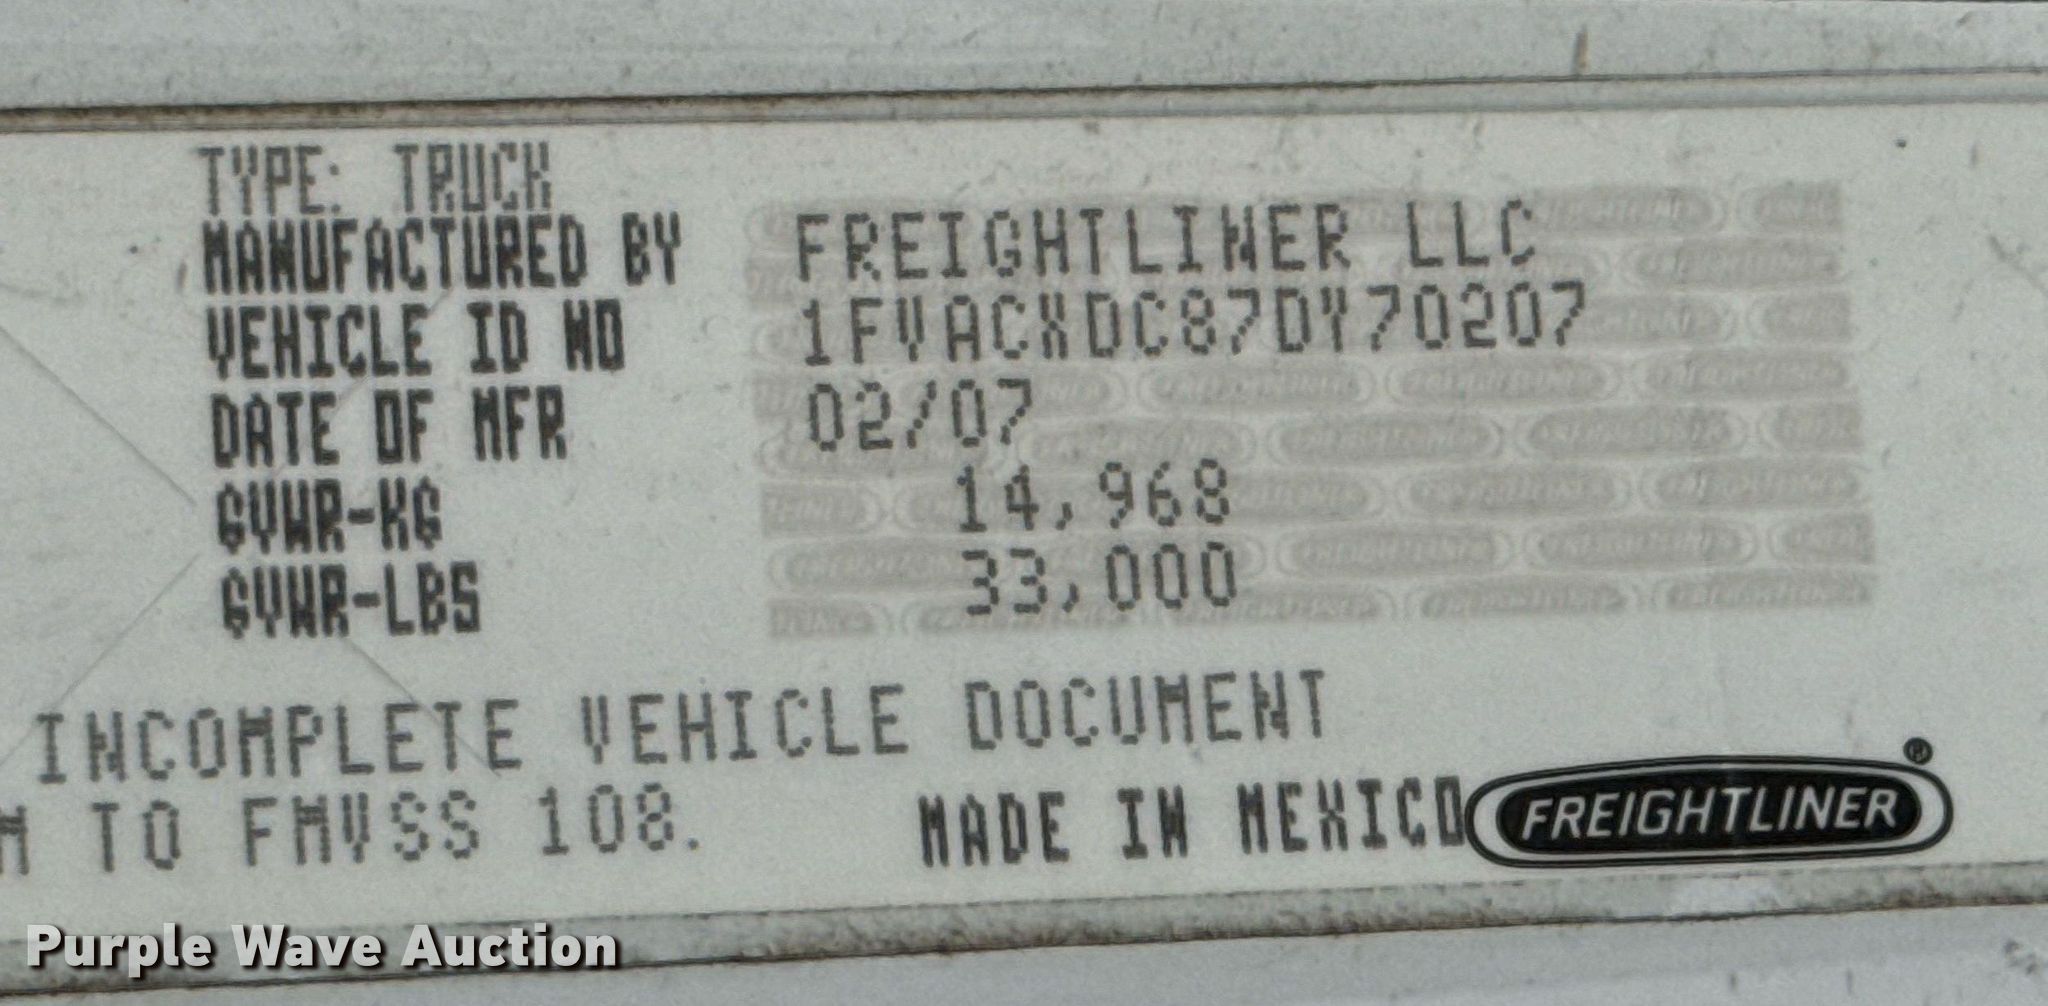 TYPE: TRUCK
MANUFACTURED BY FREIGHTLINER LLC
VEHICLE ID NO 1FVACXDC87DY70207
DATE OF MFR 02/07
GVWR-KG 14,968
GVWR-LBS 33,000
INCOMPLETE VEHICLE DOCUMENT
M TO FMVSS 108. MADE IN MEXICO
FREIGHTLINER®
Purple Wave Auction